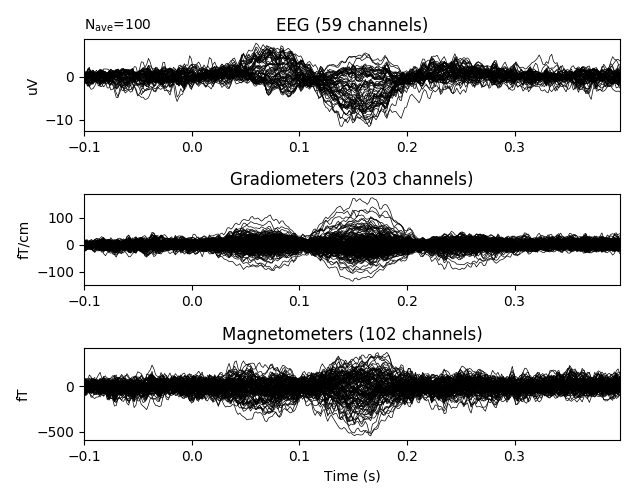 N_ave=100
EEG (59 channels)
uV
0
−10
−0.1 0.0 0.1 0.2 0.3
Gradiometers (203 channels)
fT/cm
100
0
−100
−0.1 0.0 0.1 0.2 0.3
Magnetometers (102 channels)
fT
0
−500
−0.1 0.0 0.1 0.2 0.3
Time (s)